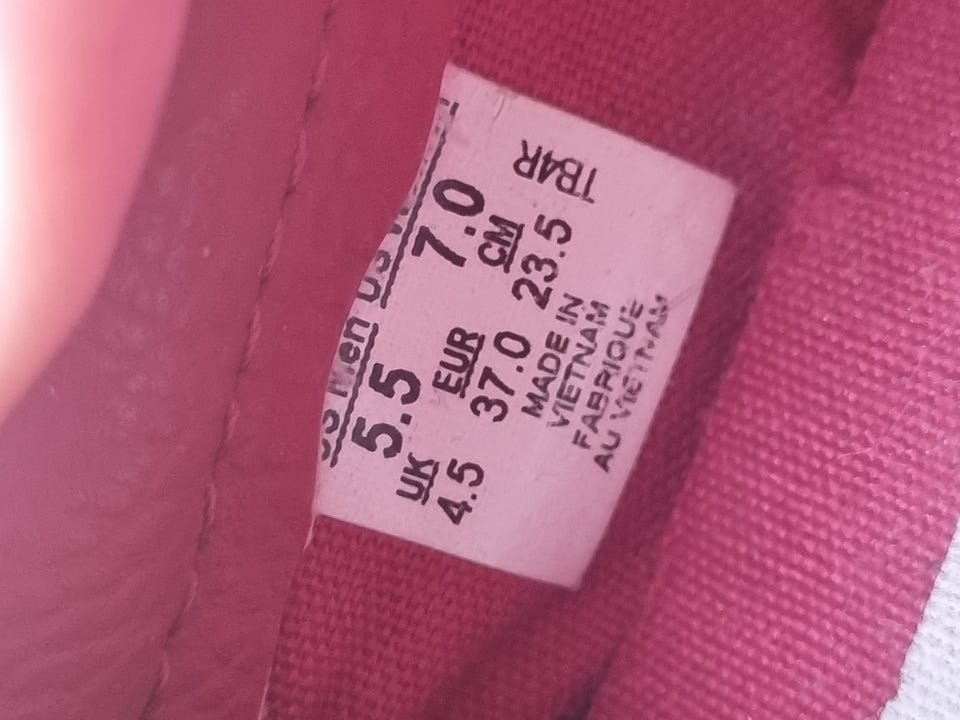 US Men US
5.5 7.0
UK EUR CM
4.5 37.0 23.5
MADE IN
VIETNAM
FABRIQUE
AU VIETNAM
TB4R